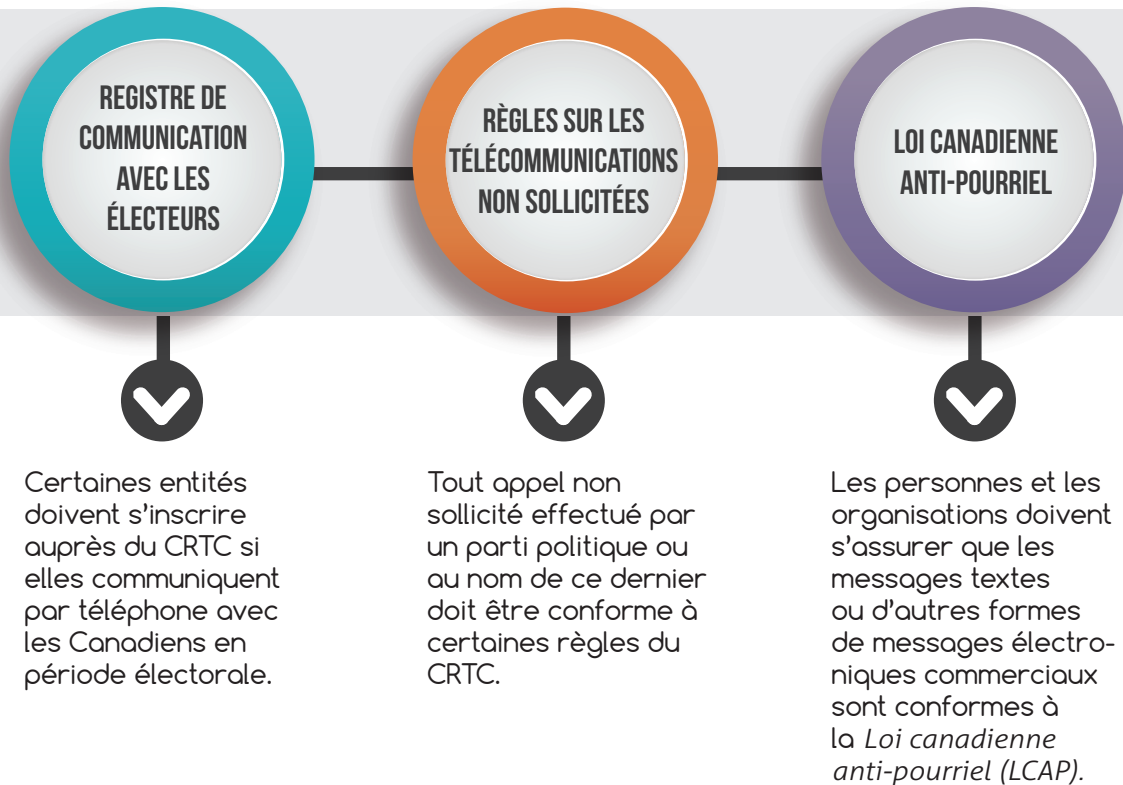 REGISTRE DE
COMMUNICATION
AVEC LES
ÉLECTEURS
RÈGLES SUR LES
TÉLÉCOMMUNICATIONS
NON SOLLICITÉES
LOI CANADIENNE
ANTI-POURRIEL
Certaines entités
doivent s'inscrire
auprès du CRTC si
elles communiquent
par téléphone avec
les Canadiens en
période électorale.
Tout appel non
sollicité effectué par
un parti politique ou
au nom de ce dernier
doit être conforme à
certaines règles du
CRTC.
Les personnes et les
organisations doivent
s'assurer que les
messages textes
ou d'autres formes
de messages électro-
niques commerciaux
sont conformes à
la Loi canadienne
anti-pourriel (LCAP).